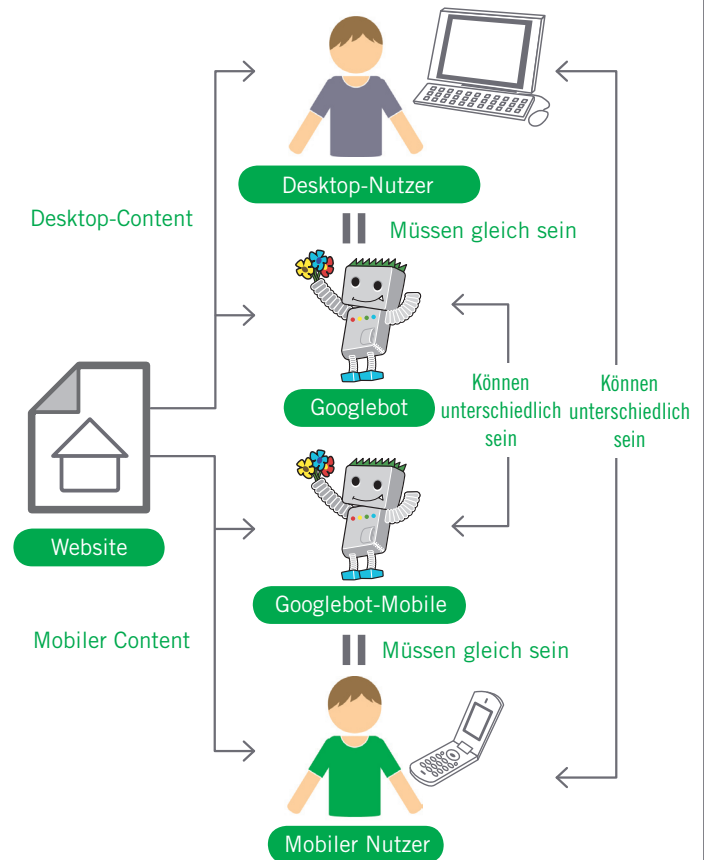 Desktop-Nutzer
Desktop-Content
Müssen gleich sein
Googlebot
Können
unterschiedlich
sein
Können
unterschiedlich
sein
Website
Googlebot-Mobile
Mobiler Content
Müssen gleich sein
Mobiler Nutzer